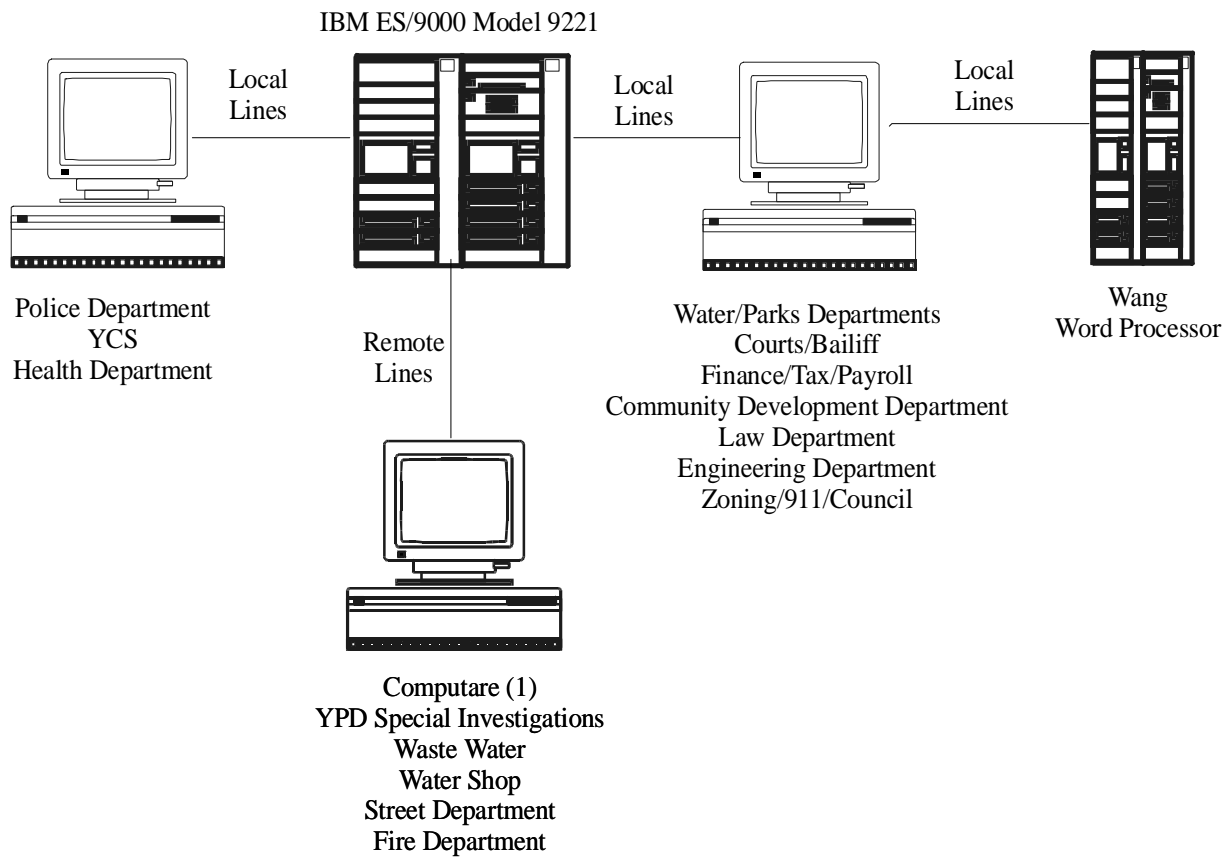 IBM ES/9000 Model 9221
Local
Lines
Local
Lines
Local
Lines
Police Department
YCS
Health Department
Remote
Lines
Water/Parks Departments
Courts/Bailiff
Finance/Tax/Payroll
Community Development Department
Law Department
Engineering Department
Zoning/911/Council
Wang
Word Processor
Computare (1)
YPD Special Investigations
Waste Water
Water Shop
Street Department
Fire Department